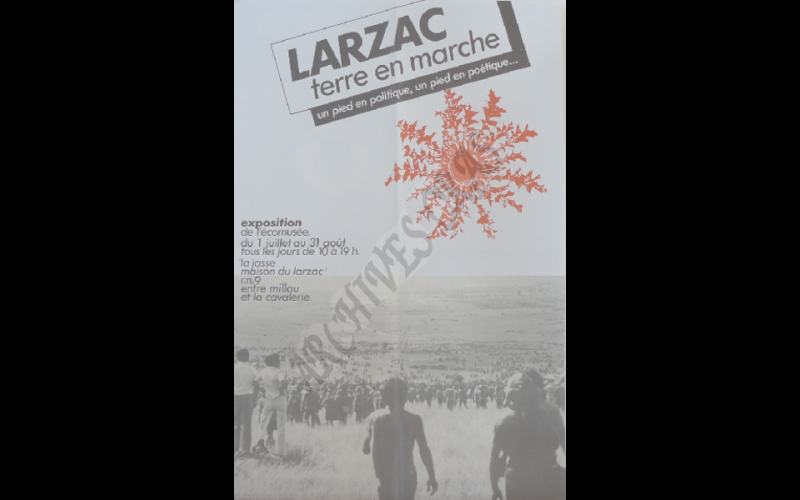 LARZAC
terre en marche
un pied en politique, un pied en poétique...
exposition
de l'écomusée.
du 1 juillet au 31 août
tous les jours de 10 à 19 h.
'la jasse
maison du larzac'
r.n.9
entre millau
et la cavalerie.